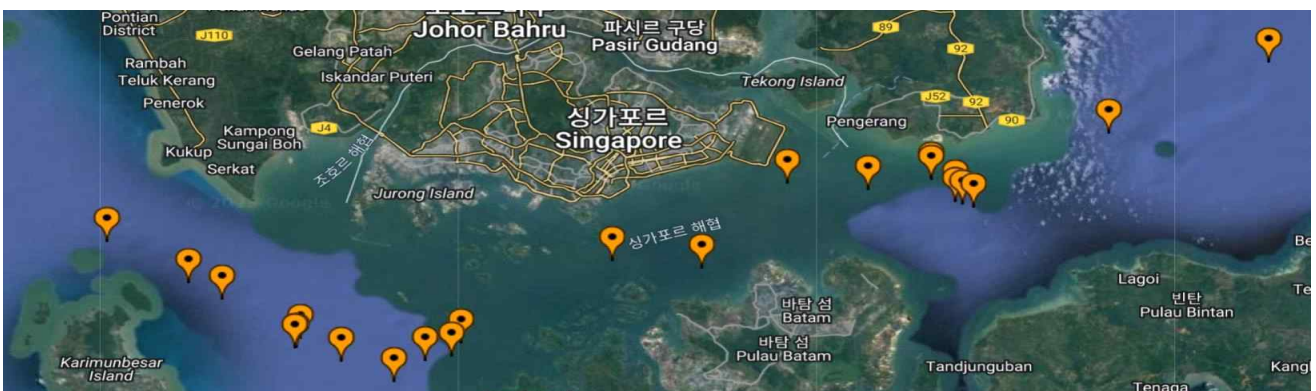 Pontian
District
J110
Johor Bahru
파시르 구당
Pasir Gudang
89
92
Gelang Patah
Rambah
Teluk Kerang
Iskandar Puteri
Tekong Island
J52
92
Penerok
싱가포르
Singapore
Kampong
Sungai Boh
J4
Pengerang
90
Kukup
Serkat
조호르 해협
Jurong Island
싱가포르 해협
Lagoi
빈탄
Pulau Bintan
바탐 섬
Batam
바탐 섬
Pulau Batam
Karimunbesar
Island
Tandjunguban
Tenaga